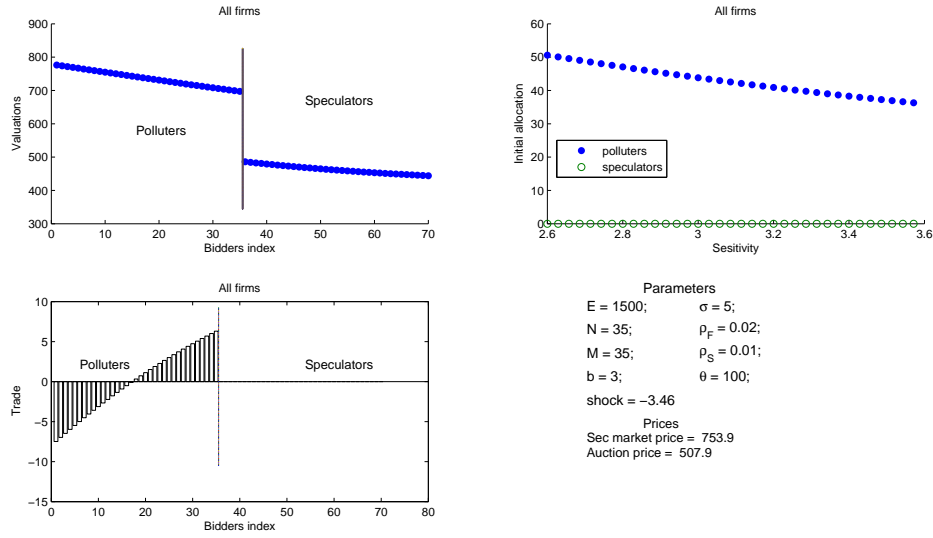 All firms
900
800
700
600
500
400
300
0 10 20 30 40 50 60 70
Valuations
Bidders index
Polluters
Speculators
All firms
60
50
40
30
20
10
0
2.6 2.8 3 3.2 3.4 3.6
Initial allocation
Sesitivity
polluters
speculators
All firms
10
5
0
−5
−10
−15
0 10 20 30 40 50 60 70 80
Trade
Bidders index
Polluters
Speculators
Parameters
E = 1500; σ = 5;
N = 35; ρF = 0.02;
M = 35; ρS = 0.01;
b = 3; θ = 100;
shock = −3.46
Prices
Sec market price = 753.9
Auction price = 507.9